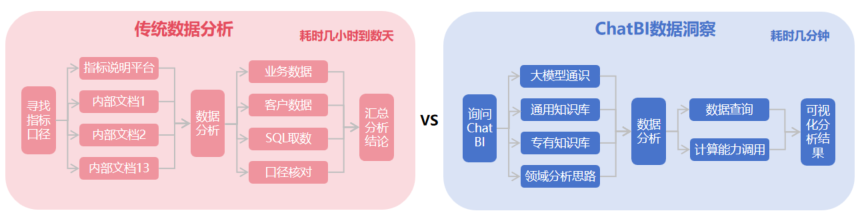 传统数据分析
耗时几小时到数天
寻找
指标
口径
指标说明平台
内部文档1
内部文档2
内部文档13
数据
分析
业务数据
客户数据
SQL取数
口径核对
汇总
分析
结论
VS
ChatBI数据洞察
耗时几分钟
询问
Chat
BI
大模型通识
通用知识库
专有知识库
领域分析思路
数据
分析
数据查询
计算能力调用
可视
化分
析结
果